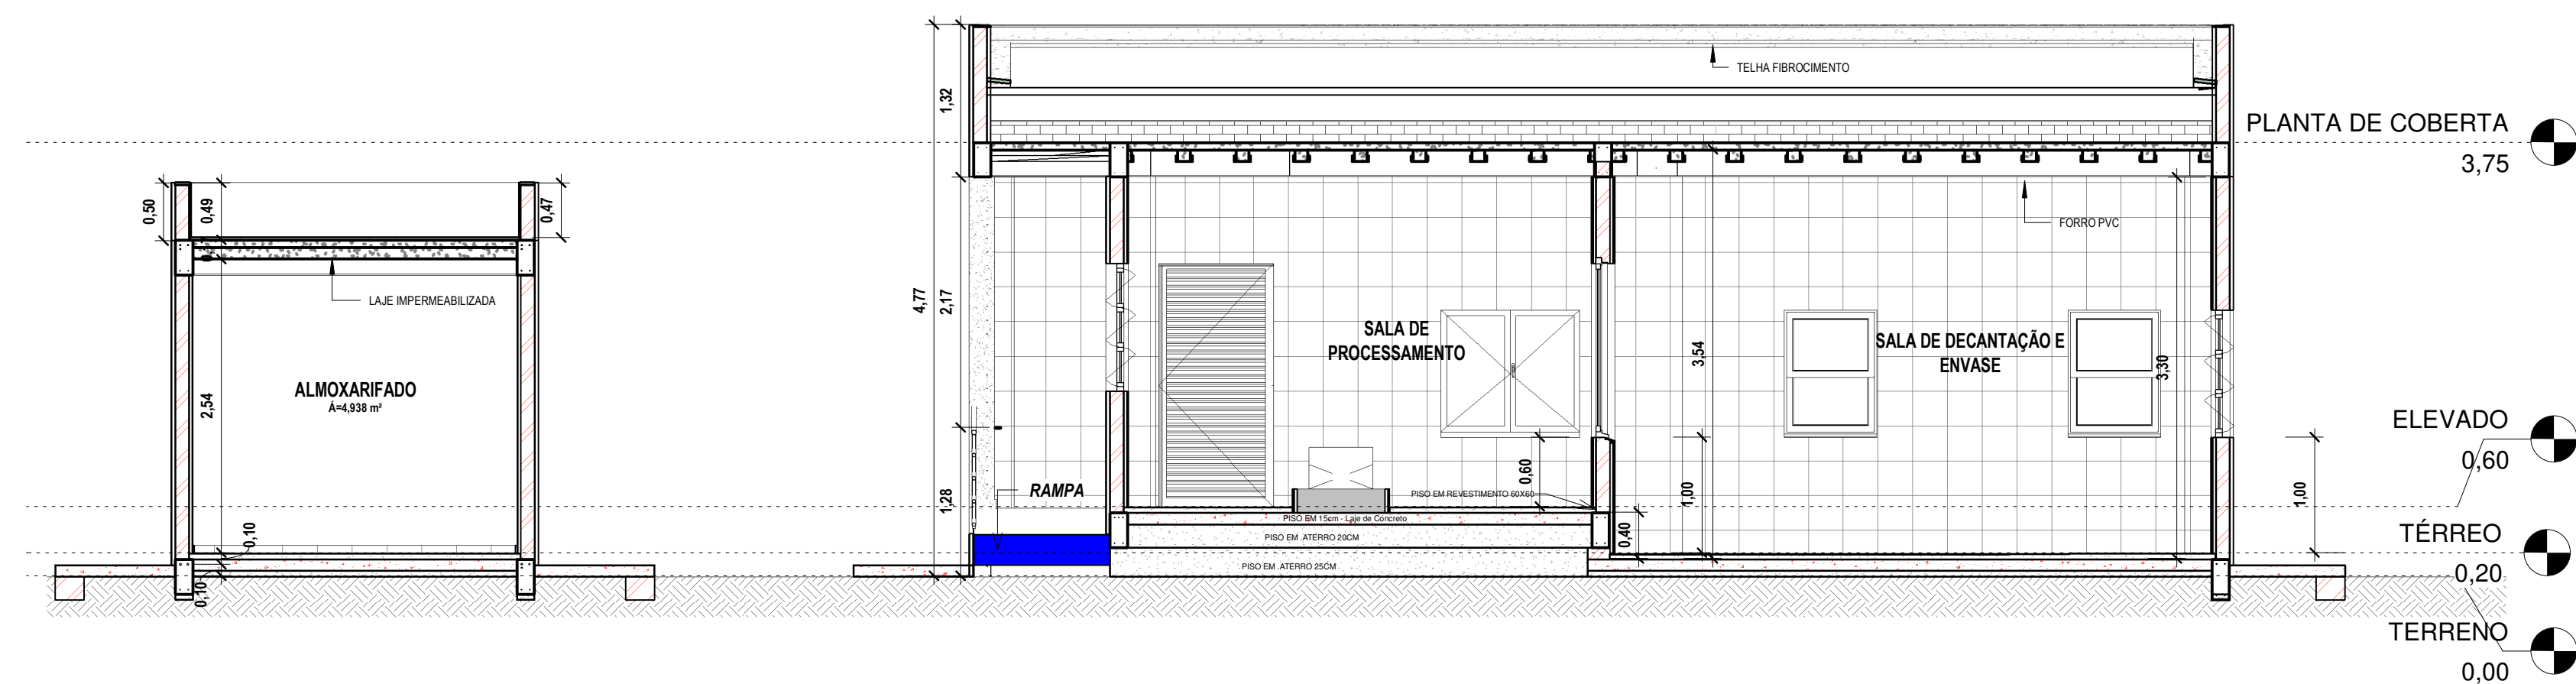 TELHA FIBROCIMENTO
PLANTA DE COBERTA
3,75
1,32
0,50
0,49
0,47
LAJE IMPERMEABILIZADA
FORRO PVC
4,77
2,17
SALA DE
PROCESSAMENTO
SALA DE DECANTAÇÃO E
ENVASE
3,54
3,30
ALMOXARIFADO
Á=4,938 m²
2,54
ELEVADO
0,60
0,60
RAMPA
PISO EM REVESTIMENTO 60X60
1,28
1,00
1,00
PISO EM 15cm - Laje de Concreto
0,10
0,40
PISO EM .ATERRO 20CM
TÉRREO
0,20
PISO EM .ATERRO 25CM
0,10
TERRENO
0,00